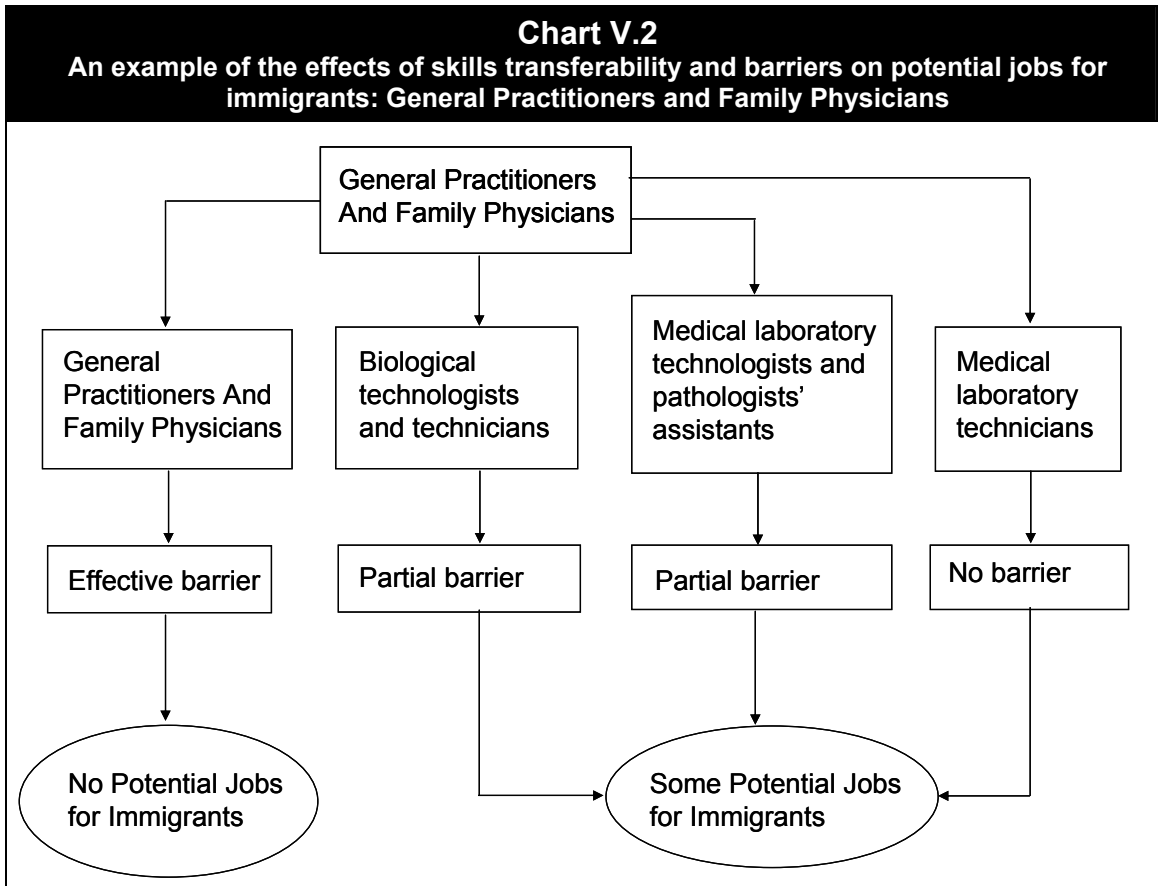 Chart V.2
An example of the effects of skills transferability and barriers on potential jobs for
immigrants: General Practitioners and Family Physicians
General Practitioners
And Family Physicians
General
Practitioners And
Family Physicians
Biological
technologists
and technicians
Medical laboratory
technologists and
pathologists’
assistants
Medical
laboratory
technicians
Effective barrier
Partial barrier
Partial barrier
No barrier
No Potential Jobs
for Immigrants
Some Potential Jobs
for Immigrants